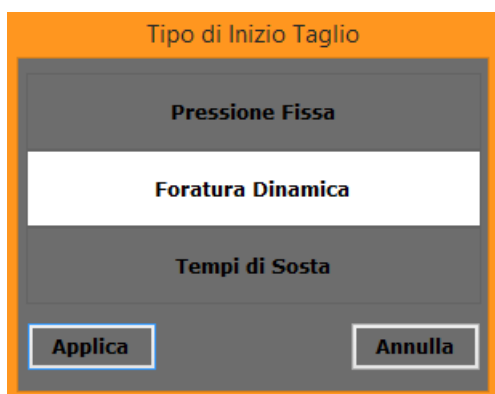 Tipo di Inizio Taglio
Pressione Fissa
Foratura Dinamica
Tempi di Sosta
Applica
Annulla